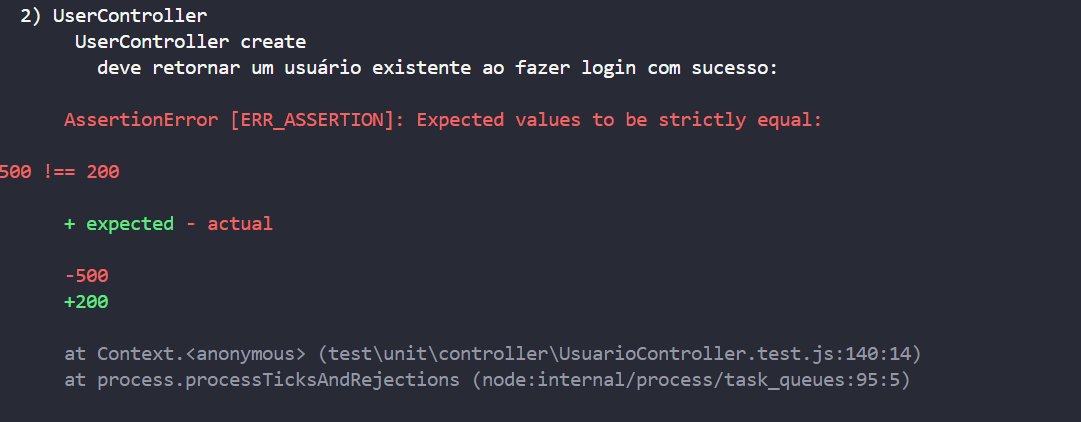 2) UserController
UserController create
deve retornar um usuário existente ao fazer login com sucesso:
AssertionError [ERR_ASSERTION]: Expected values to be strictly equal:
500 !== 200
+ expected - actual
-500
+200
at Context.<anonymous> (test\unit\controller\UsuarioController.test.js:140:14)
at process.processTicksAndRejections (node:internal/process/task_queues:95:5)